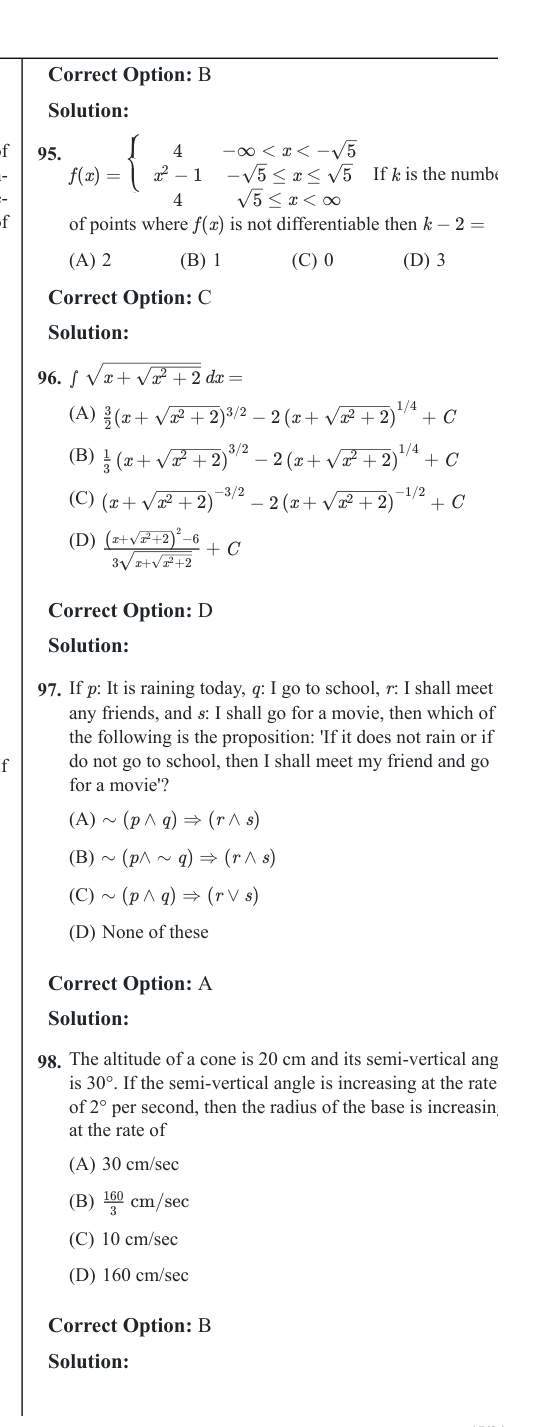 Correct Option: B
Solution:
of
95. f(x) = { 4 −∞ < x < −√5
x² − 1 −√5 ≤ x ≤ √5 If k is the numbe
4 √5 ≤ x < ∞
of points where f(x) is not differentiable then k − 2 =
(A) 2 (B) 1 (C) 0 (D) 3
Correct Option: C
Solution:
96. ∫ √(x + √(x² + 2)) dx =
(A) 3/2 (x + √(x² + 2))^(3/2) − 2 (x + √(x² + 2))^(1/4) + C
(B) 1/3 (x + √(x² + 2))^(3/2) − 2 (x + √(x² + 2))^(1/4) + C
(C) (x + √(x² + 2))^(−3/2) − 2 (x + √(x² + 2))^(−1/2) + C
(D) ((x+√(x²+2))² −6)/(3√(x+√(x²+2))) + C
Correct Option: D
Solution:
97. If p: It is raining today, q: I go to school, r: I shall meet
any friends, and s: I shall go for a movie, then which of
the following is the proposition: 'If it does not rain or if
do not go to school, then I shall meet my friend and go
for a movie'?
(A) ∼ (p ∧ q) ⇒ (r ∧ s)
(B) ∼ (p∧ ∼ q) ⇒ (r ∧ s)
(C) ∼ (p ∧ q) ⇒ (r ∨ s)
(D) None of these
Correct Option: A
Solution:
98. The altitude of a cone is 20 cm and its semi-vertical ang
is 30°. If the semi-vertical angle is increasing at the rate
of 2° per second, then the radius of the base is increasin
at the rate of
(A) 30 cm/sec
(B) 160/3 cm/sec
(C) 10 cm/sec
(D) 160 cm/sec
Correct Option: B
Solution: